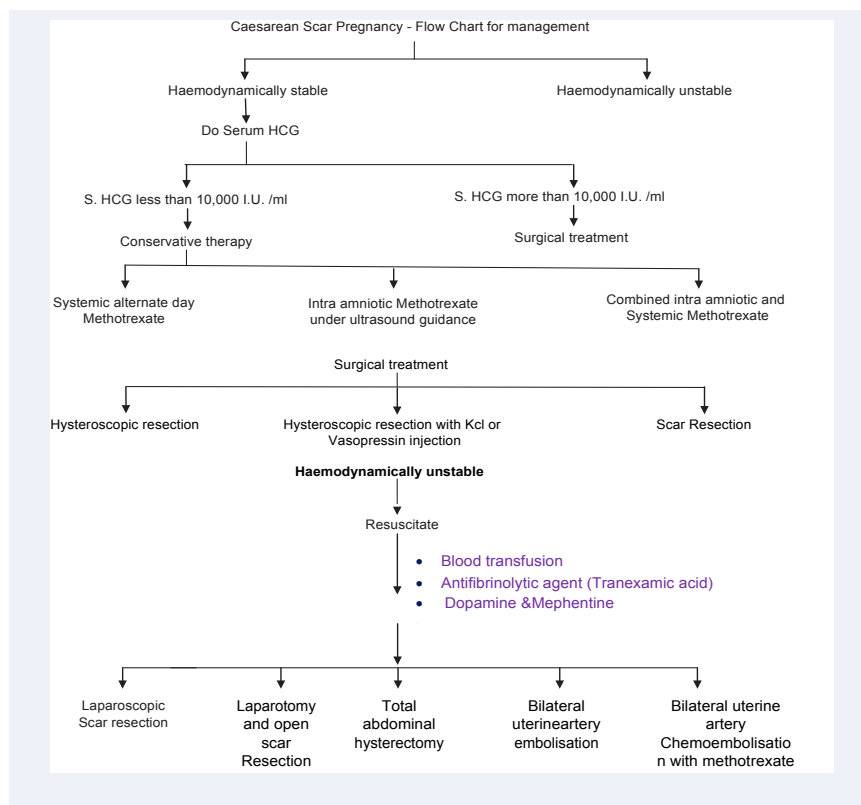 Caesarean Scar Pregnancy - Flow Chart for management
Haemodynamically stable
Haemodynamically unstable
Do Serum HCG
S. HCG less than 10,000 I.U. /ml
S. HCG more than 10,000 I.U. /ml
Conservative therapy
Surgical treatment
Systemic alternate day
Methotrexate
Intra amniotic Methotrexate
under ultrasound guidance
Combined intra amniotic and
Systemic Methotrexate
Surgical treatment
Hysteroscopic resection
Hysteroscopic resection with Kcl or
Vasopressin injection
Scar Resection
Haemodynamically unstable
Resuscitate
• Blood transfusion
• Antifibrinolytic agent (Tranexamic acid)
• Dopamine &Mephentine
Laparoscopic
Scar resection
Laparotomy
and open
scar
Resection
Total
abdominal
hysterectomy
Bilateral
uterineartery
embolisation
Bilateral uterine
artery
Chemoembolisatio
n with methotrexate